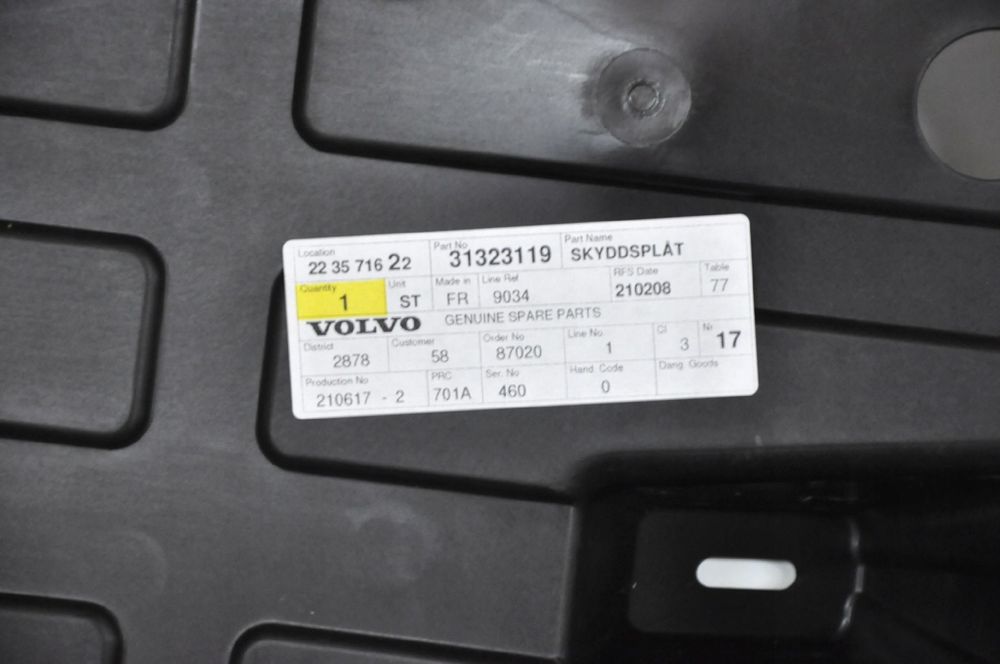 Location Part No Part Name
22 35 716 22 31323119 SKYDDSPLÅT
Quantity Unit Made in Line Ref RFS Date Table
1 ST FR 9034 210208 77
VOLVO GENUINE SPARE PARTS
District Customer Order No Line No Cl Nr
2878 58 87020 1 3 17
Production No PRC Ser. No Hand Code Dang Goods
210617 - 2 701A 460 0